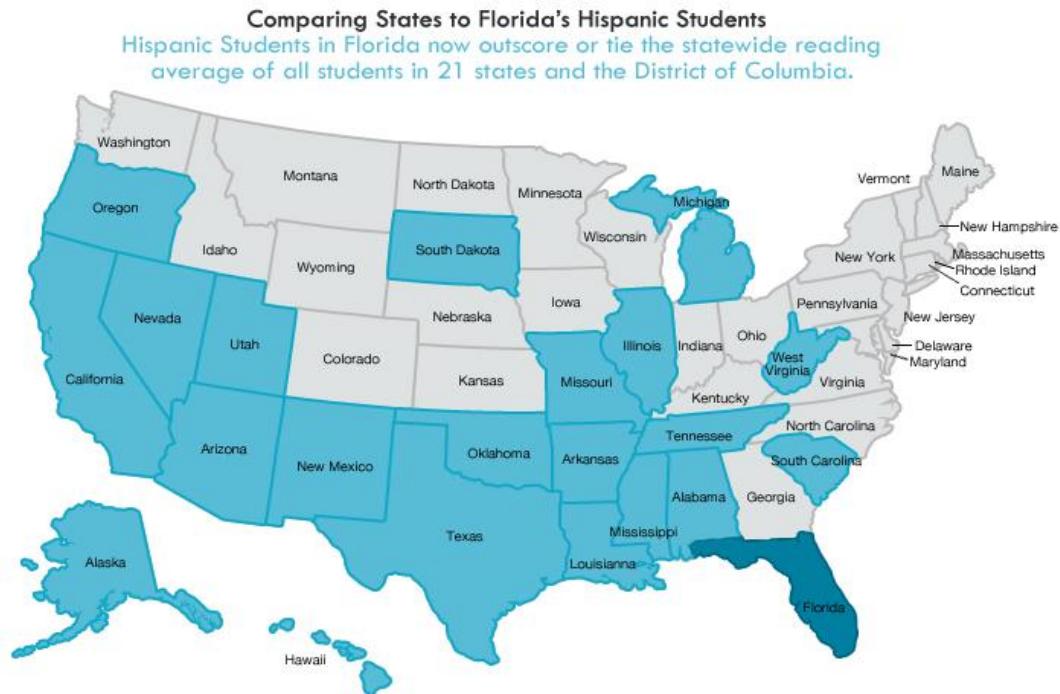 Comparing States to Florida's Hispanic Students
Hispanic Students in Florida now outscore or tie the statewide reading
average of all students in 21 states and the District of Columbia.
Washington
Montana
North Dakota
Minnesota
Vermont
Maine
Oregon
Idaho
Wyoming
South Dakota
Wisconsin
Michigan
New York
New Hampshire
Massachusetts
Rhode Island
Connecticut
Nevada
Utah
Colorado
Nebraska
Iowa
Illinois
Indiana
Ohio
Pennsylvania
New Jersey
Delaware
Maryland
California
Kansas
Missouri
Kentucky
West
Virginia
Virginia
Arizona
New Mexico
Oklahoma
Arkansas
Tennessee
North Carolina
South Carolina
Texas
Louisianna
Mississippi
Alabama
Georgia
Florida
Alaska
Hawaii